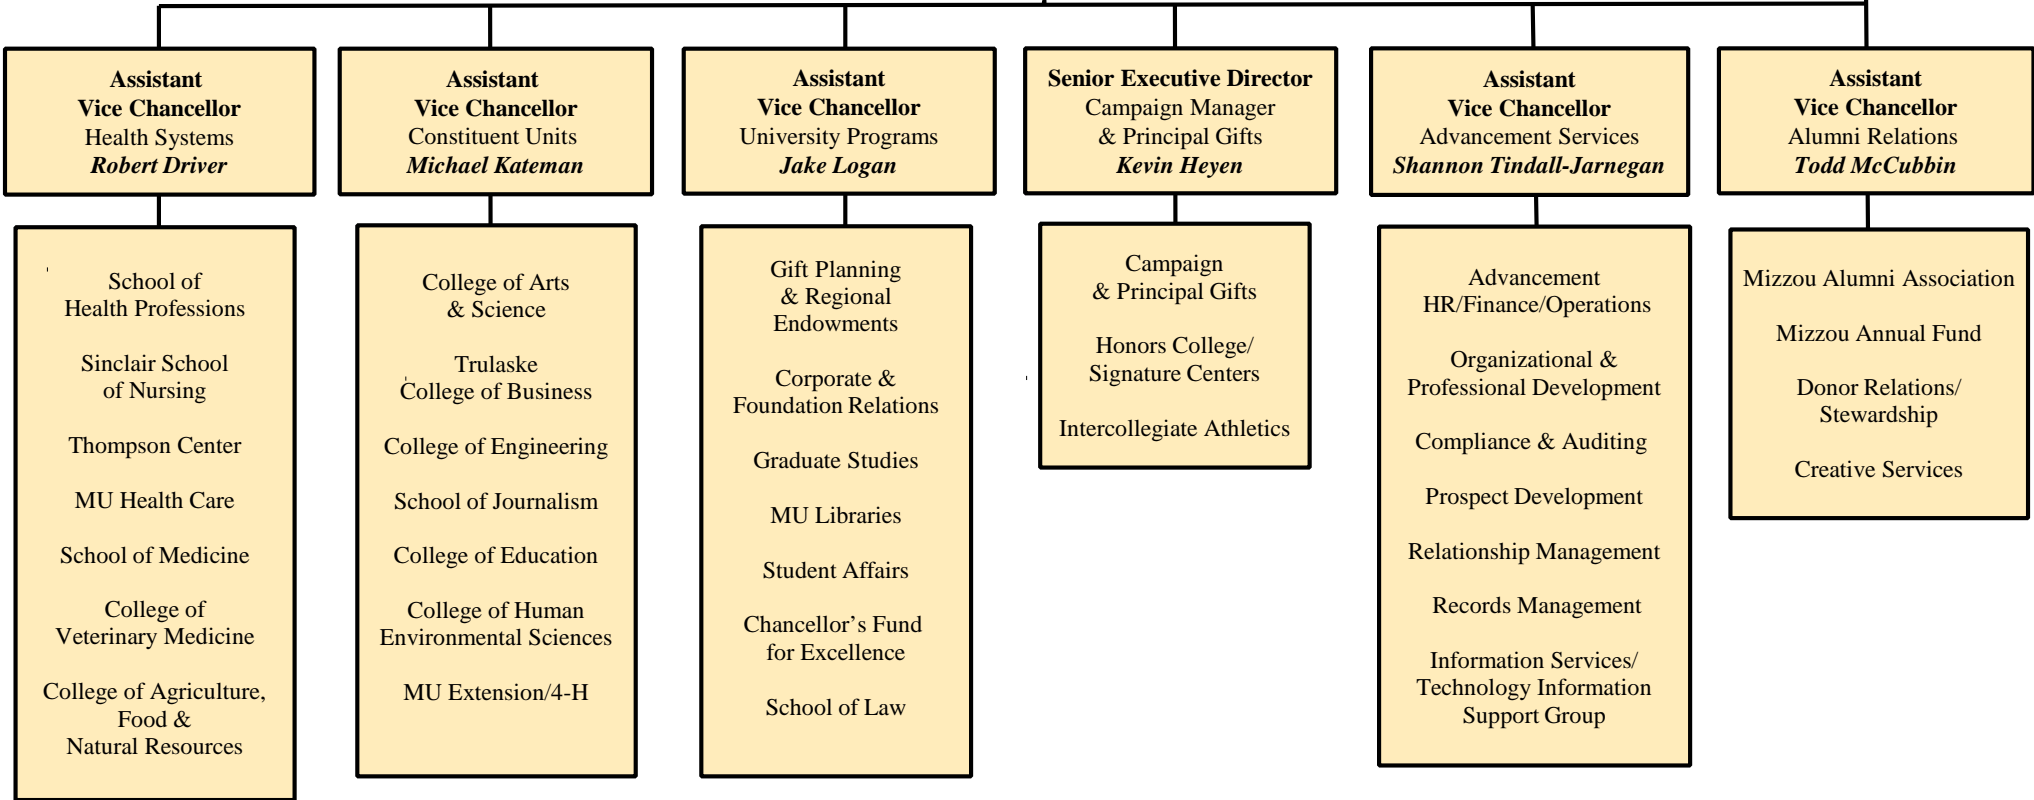 Assistant
Vice Chancellor
Health Systems
Robert Driver
Assistant
Vice Chancellor
Constituent Units
Michael Kateman
Assistant
Vice Chancellor
University Programs
Jake Logan
Senior Executive Director
Campaign Manager
& Principal Gifts
Kevin Heyen
Assistant
Vice Chancellor
Advancement Services
Shannon Tindall-Jarnegan
Assistant
Vice Chancellor
Alumni Relations
Todd McCubbin
School of
Health Professions
Sinclair School
of Nursing
Thompson Center
MU Health Care
School of Medicine
College of
Veterinary Medicine
College of Agriculture,
Food &
Natural Resources
College of Arts
& Science
Trulaske
College of Business
College of Engineering
School of Journalism
College of Education
College of Human
Environmental Sciences
MU Extension/4-H
Gift Planning
& Regional
Endowments
Corporate &
Foundation Relations
Graduate Studies
MU Libraries
Student Affairs
Chancellor’s Fund
for Excellence
School of Law
Campaign
& Principal Gifts
Honors College/
Signature Centers
Intercollegiate Athletics
Advancement
HR/Finance/Operations
Organizational &
Professional Development
Compliance & Auditing
Prospect Development
Relationship Management
Records Management
Information Services/
Technology Information
Support Group
Mizzou Alumni Association
Mizzou Annual Fund
Donor Relations/
Stewardship
Creative Services